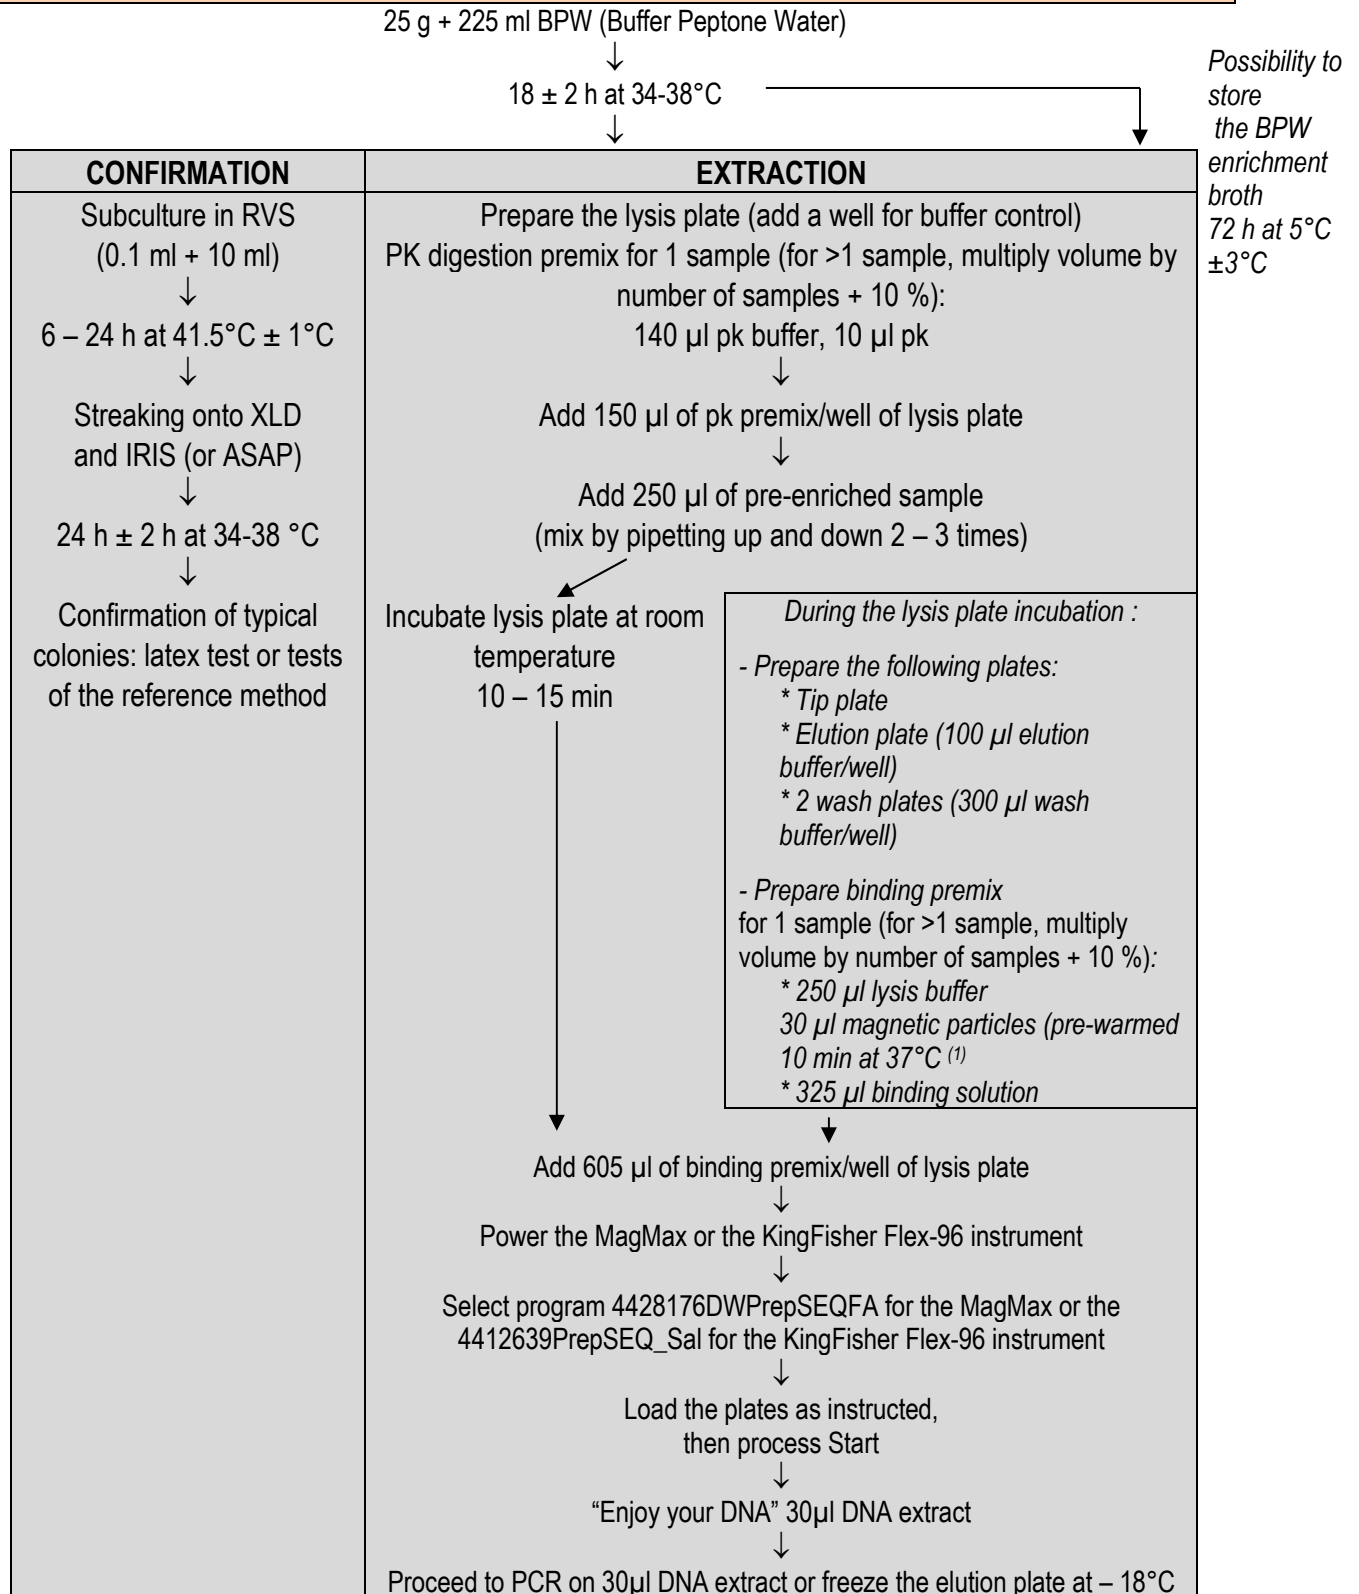 25 g + 225 ml BPW (Buffer Peptone Water)
↓
18 ± 2 h at 34-38°C
↓
Possibility to
store
the BPW
enrichment
broth
72 h at 5°C
±3°C
CONFIRMATION
Subculture in RVS
(0.1 ml + 10 ml)
↓
6 – 24 h at 41.5°C ± 1°C
↓
Streaking onto XLD
and IRIS (or ASAP)
↓
24 h ± 2 h at 34-38 °C
↓
Confirmation of typical
colonies: latex test or tests
of the reference method
EXTRACTION
Prepare the lysis plate (add a well for buffer control)
PK digestion premix for 1 sample (for >1 sample, multiply volume by
number of samples + 10 %):
140 µl pk buffer, 10 µl pk
↓
Add 150 µl of pk premix/well of lysis plate
↓
Add 250 µl of pre-enriched sample
(mix by pipetting up and down 2 – 3 times)
Incubate lysis plate at room
temperature
10 – 15 min
During the lysis plate incubation :
- Prepare the following plates:
* Tip plate
* Elution plate (100 µl elution
buffer/well)
* 2 wash plates (300 µl wash
buffer/well)
- Prepare binding premix
for 1 sample (for >1 sample, multiply
volume by number of samples + 10 %):
* 250 µl lysis buffer
30 µl magnetic particles (pre-warmed
10 min at 37°C (1)
* 325 µl binding solution
Add 605 µl of binding premix/well of lysis plate
↓
Power the MagMax or the KingFisher Flex-96 instrument
↓
Select program 4428176DWPrepSEQFA for the MagMax or the
4412639PrepSEQ_Sal for the KingFisher Flex-96 instrument
↓
Load the plates as instructed,
then process Start
↓
“Enjoy your DNA” 30µl DNA extract
↓
Proceed to PCR on 30µl DNA extract or freeze the elution plate at – 18°C